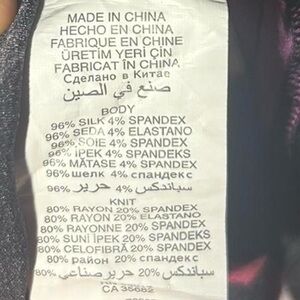 MADE IN CHINA
HECHO EN CHINA
FABRIQUE EN CHINE
ÜRETİM YERİ ÇİN
FABRICAT ÎN CHINA
Сделано в Китае
صنع في الصين
BODY
96% SILK 4% SPANDEX
96% SEDA 4% ELASTANO
96% SOIE 4% SPANDEX
96% İPEK 4% SPANDEKS
96% MĂTASE 4% SPANDEX
96% шелк 4% спандекс
96% حرير 4% سباندكس
KNIT
80% RAYON 20% SPANDEX
80% RAYON 20% ELASTANO
80% RAYONNE 20% SPANDEX
80% SUNİ İPEK 20% SPANDEKS
80% CELOFIBRĂ 20% SPANDEX
80% район 20% спандекс
80% حرير صناعي 20% سباندكس
CA 36682